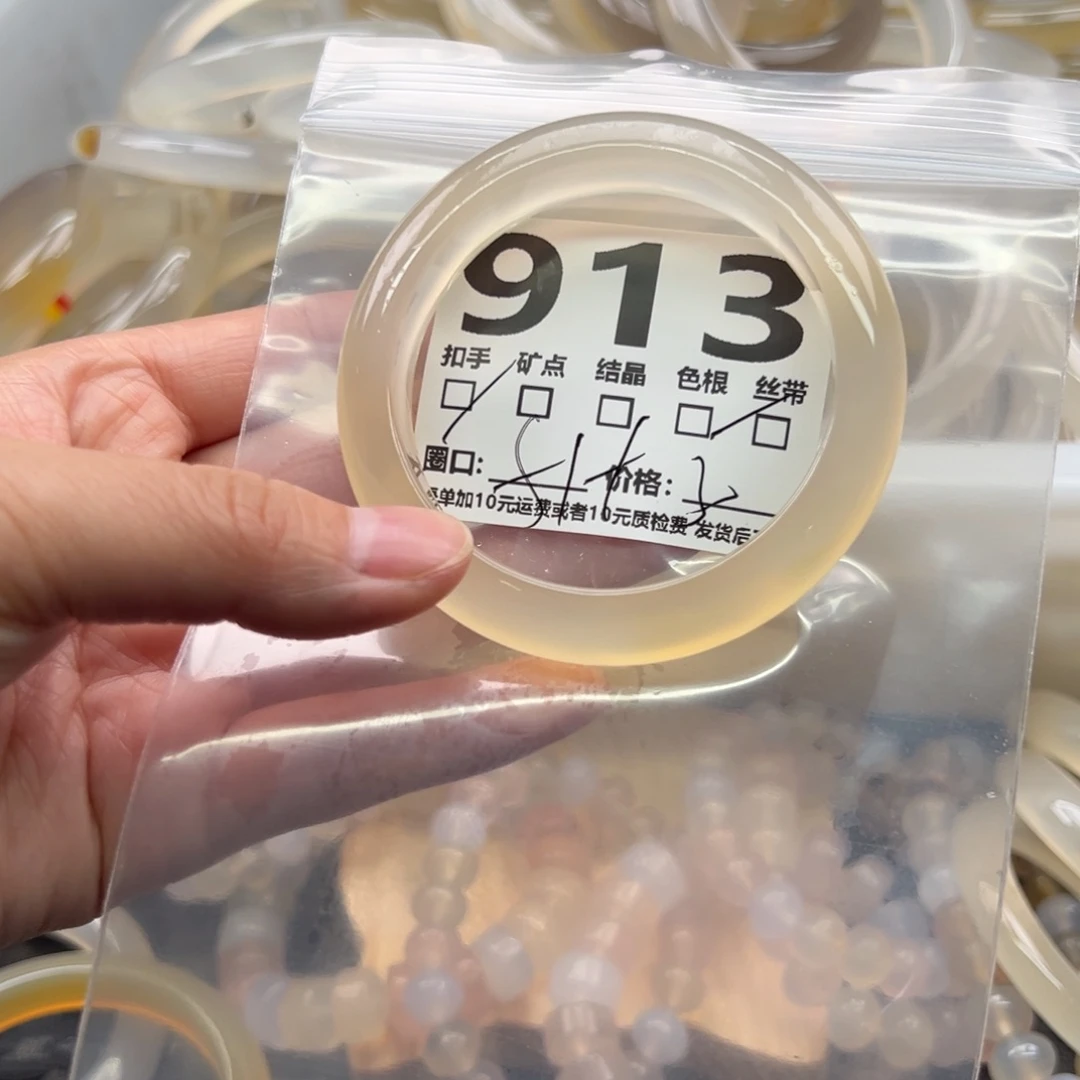 913
扣手 矿点 结晶 色根 丝带
圈口: 价格:
单加10元运费或者10元质检费 发货后